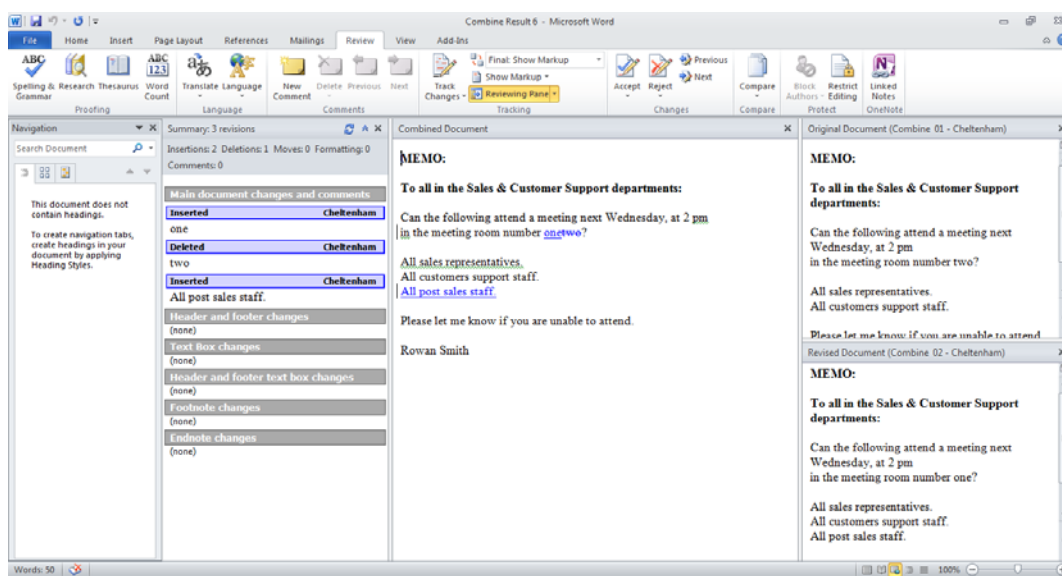 Combine Result 6 - Microsoft Word
File Home Insert Page Layout References Mailings Review View Add-Ins
ABC Spelling & Grammar
Research
Thesaurus
ABC 123 Word Count
Proofing
Translate
Language
Language
New Comment
Delete
Previous
Next
Comments
Track Changes
Final: Show Markup
Show Markup
Reviewing Pane
Tracking
Accept
Reject
Previous
Next
Changes
Compare
Compare
Block Authors
Restrict Editing
Protect
Linked Notes
OneNote
Navigation
Search Document
This document does not
contain headings.
To create navigation tabs,
create headings in your
document by applying
Heading Styles.
Summary: 3 revisions
Insertions: 2 Deletions: 1 Moves: 0 Formatting: 0
Comments: 0
Main document changes and comments
Inserted Cheltenham
one
Deleted Cheltenham
two
Inserted Cheltenham
All post sales staff.
Header and footer changes
(none)
Text Box changes
(none)
Header and footer text box changes
(none)
Footnote changes
(none)
Endnote changes
(none)
Combined Document
MEMO:
To all in the Sales & Customer Support departments:
Can the following attend a meeting next Wednesday, at 2 pm
in the meeting room number onetwo?
All sales representatives.
All customers support staff.
All post sales staff.
Please let me know if you are unable to attend.
Rowan Smith
Original Document (Combine 01 - Cheltenham)
MEMO:
To all in the Sales & Customer Support
departments:
Can the following attend a meeting next
Wednesday, at 2 pm
in the meeting room number two?
All sales representatives.
All customers support staff.
Please let me know if you are unable to attend
Revised Document (Combine 02 - Cheltenham)
MEMO:
To all in the Sales & Customer Support
departments:
Can the following attend a meeting next
Wednesday, at 2 pm
in the meeting room number one?
All sales representatives.
All customers support staff.
All post sales staff.
Words: 50
100%